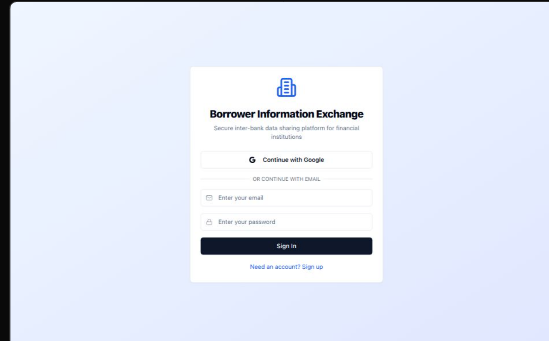 Borrower Information Exchange
Secure inter-bank data sharing platform for financial
institutions
G Continue with Google
OR CONTINUE WITH EMAIL
Enter your email
Enter your password
Sign In
Need an account? Sign up